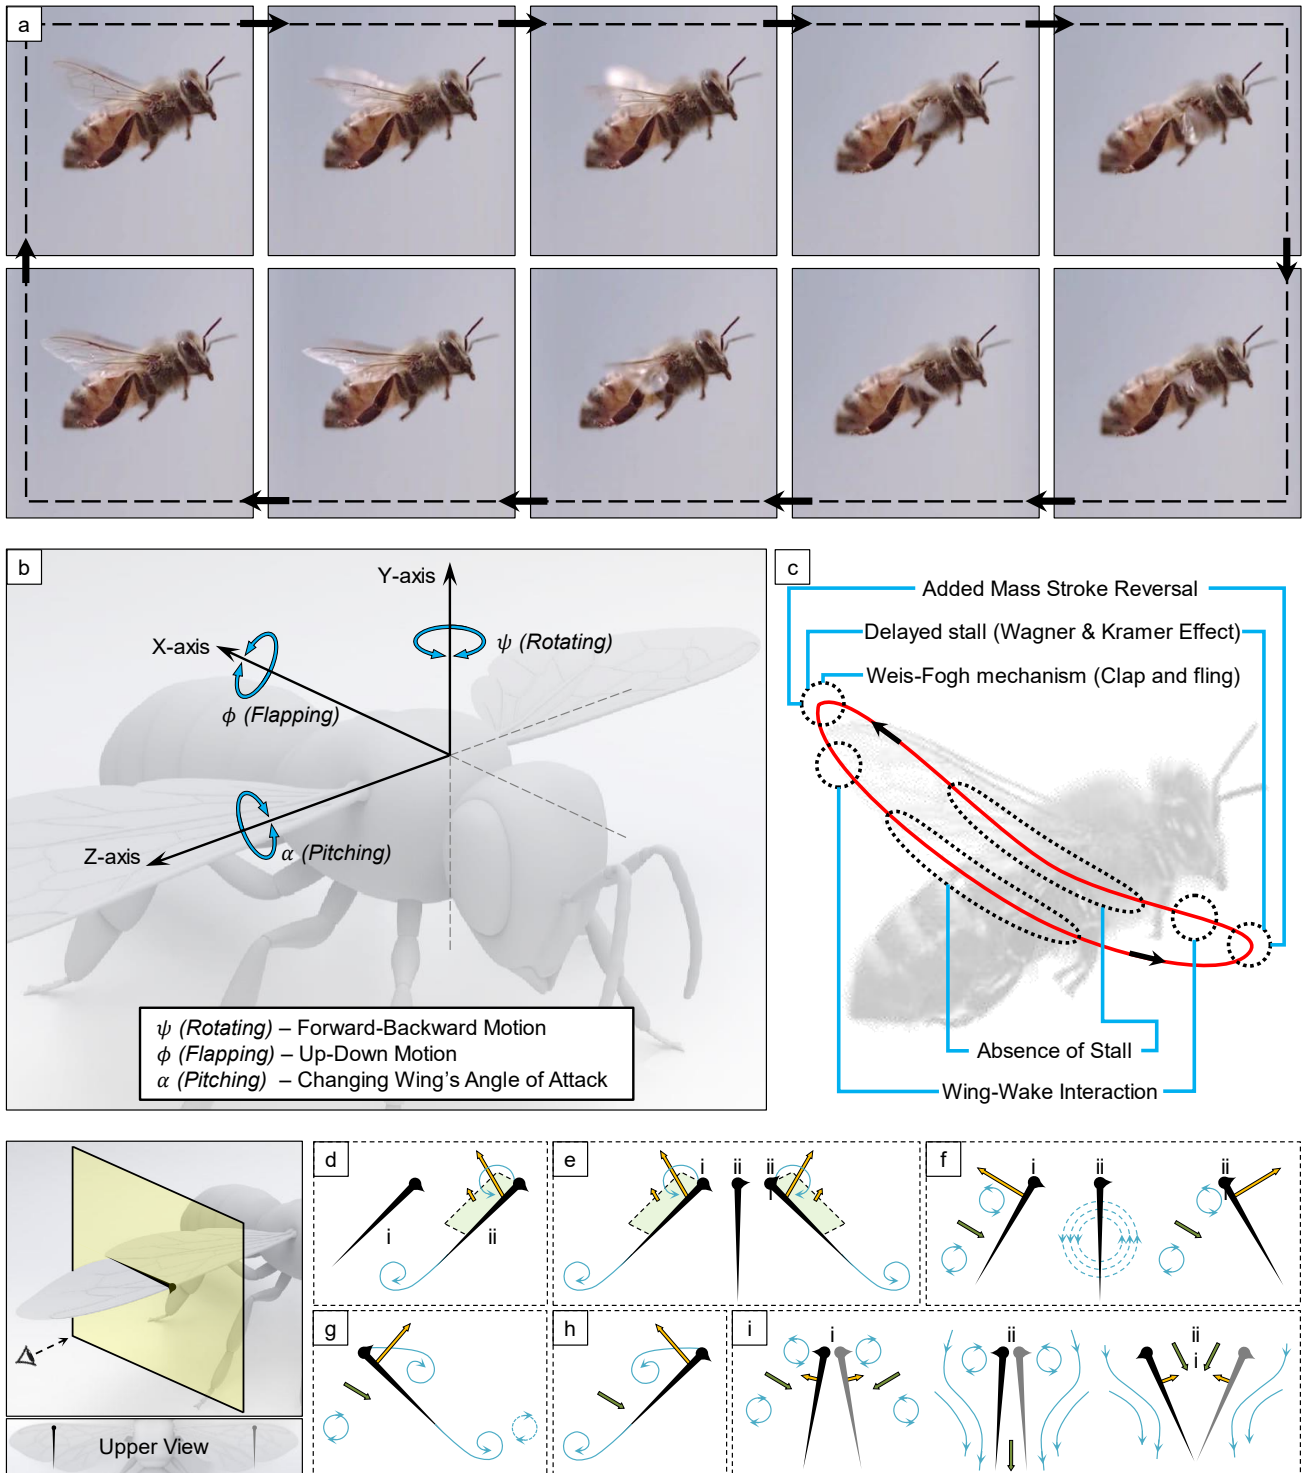 a
b
Y-axis
X-axis
ψ (Rotating)
ϕ (Flapping)
Z-axis
α (Pitching)
ψ (Rotating) – Forward-Backward Motion
ϕ (Flapping) – Up-Down Motion
α (Pitching) – Changing Wing's Angle of Attack
c
Added Mass Stroke Reversal
Delayed stall (Wagner & Kramer Effect)
Weis-Fogh mechanism (Clap and fling)
Absence of Stall
Wing-Wake Interaction
Upper View
d
i
ii
e
i
ii
ii
i
f
i
ii
ii
i
g
h
i
i
ii
ii
i